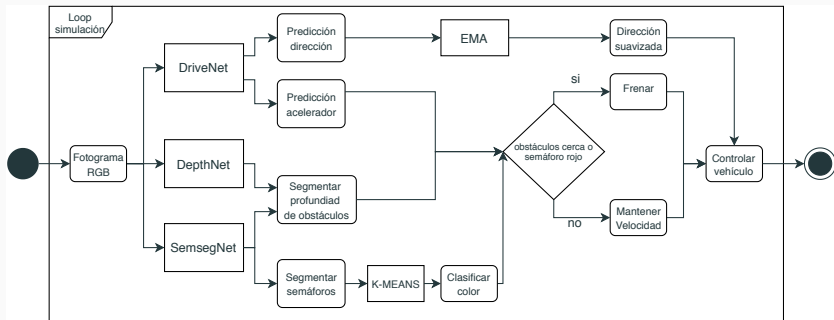 Loop
simulación
Fotograma
RGB
DriveNet
DepthNet
SemsegNet
Predicción
dirección
Predicción
acelerador
Segmentar
profundiad
de obstáculos
Segmentar
semáforos
EMA
K-MEANS
Clasificar
color
obstáculos cerca o
semáforo rojo
si
no
Dirección
suavizada
Frenar
Mantener
Velocidad
Controlar
vehículo